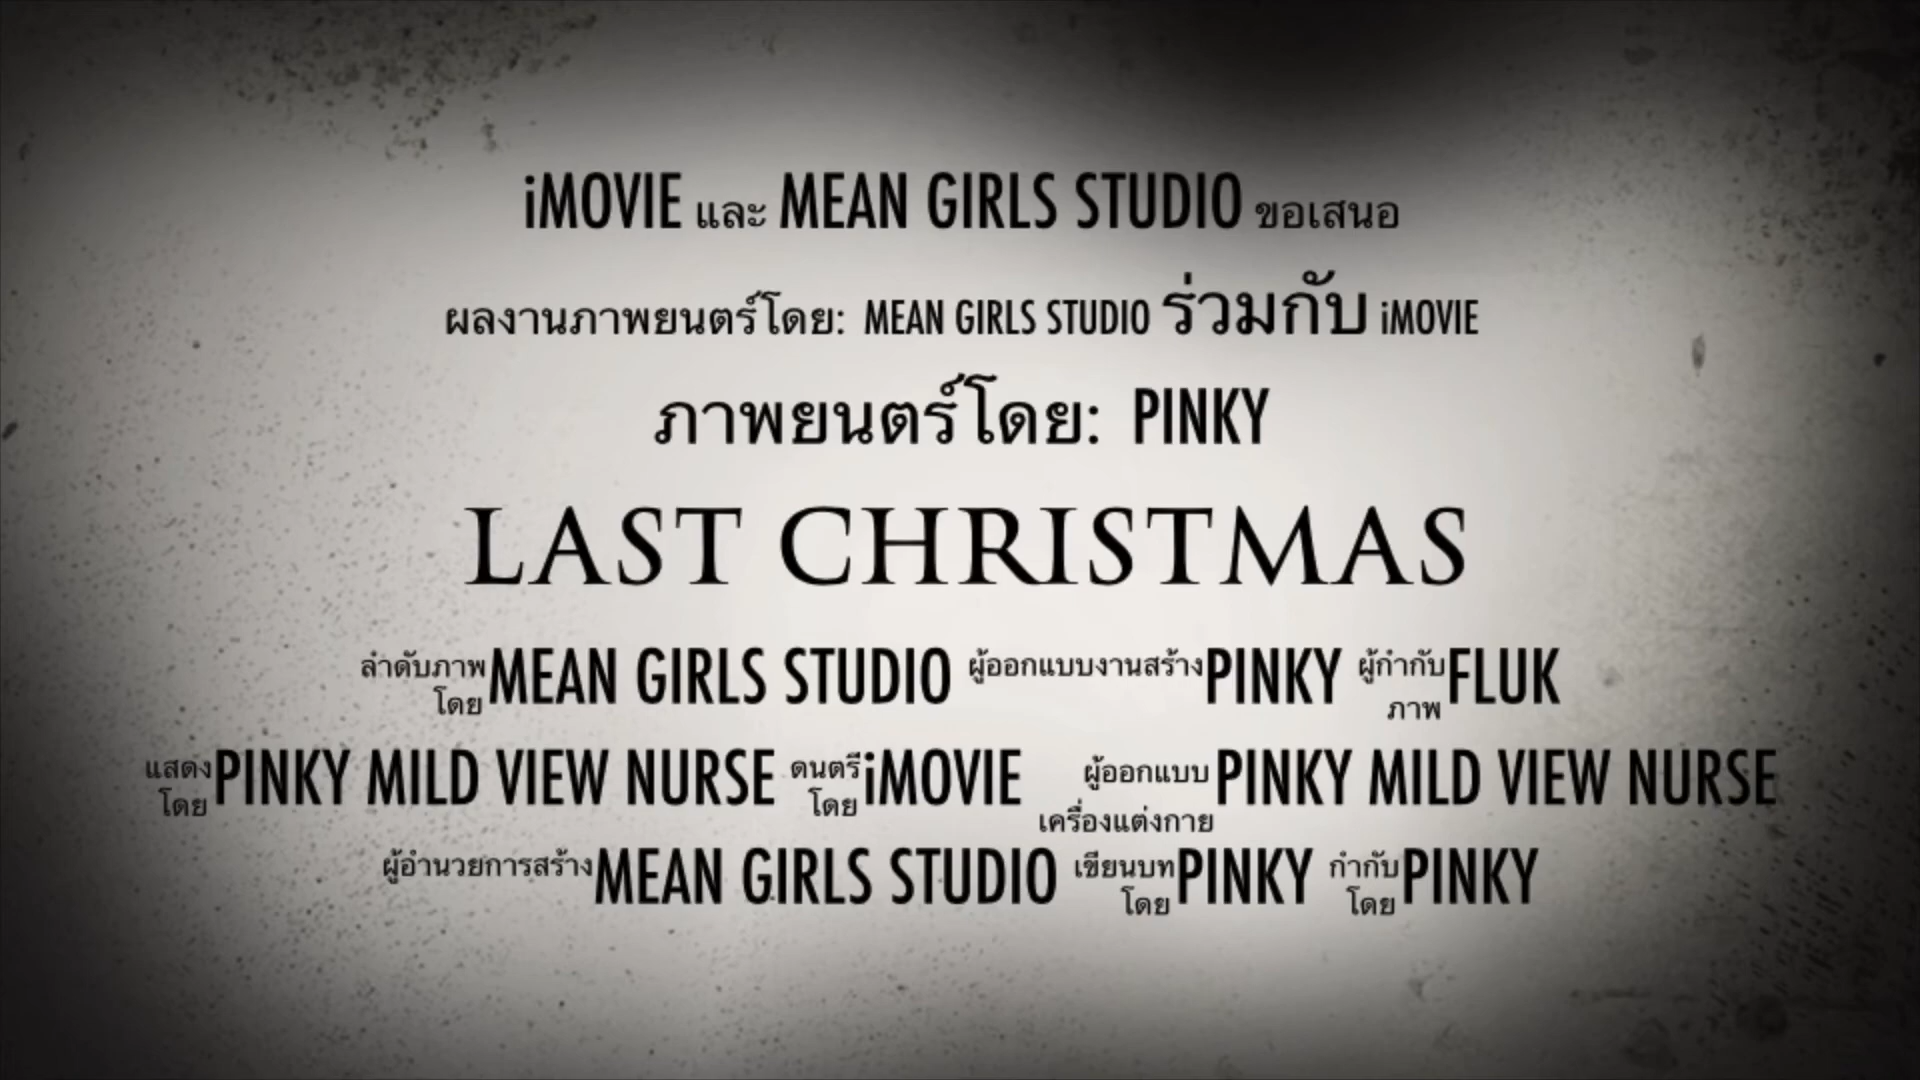 iMOVIE และ MEAN GIRLS STUDIO ขอเสนอ
ผลงานภาพยนตร์โดย: MEAN GIRLS STUDIO ร่วมกับ iMOVIE
ภาพยนตร์โดย: PINKY
LAST CHRISTMAS
ลำดับภาพโดย MEAN GIRLS STUDIO ผู้ออกแบบงานสร้าง PINKY ผู้กำกับภาพ FLUK
แสดงโดย PINKY MILD VIEW NURSE ดนตรีโดย iMOVIE ผู้ออกแบบเครื่องแต่งกาย PINKY MILD VIEW NURSE
ผู้อำนวยการสร้าง MEAN GIRLS STUDIO เขียนบทโดย PINKY กำกับโดย PINKY